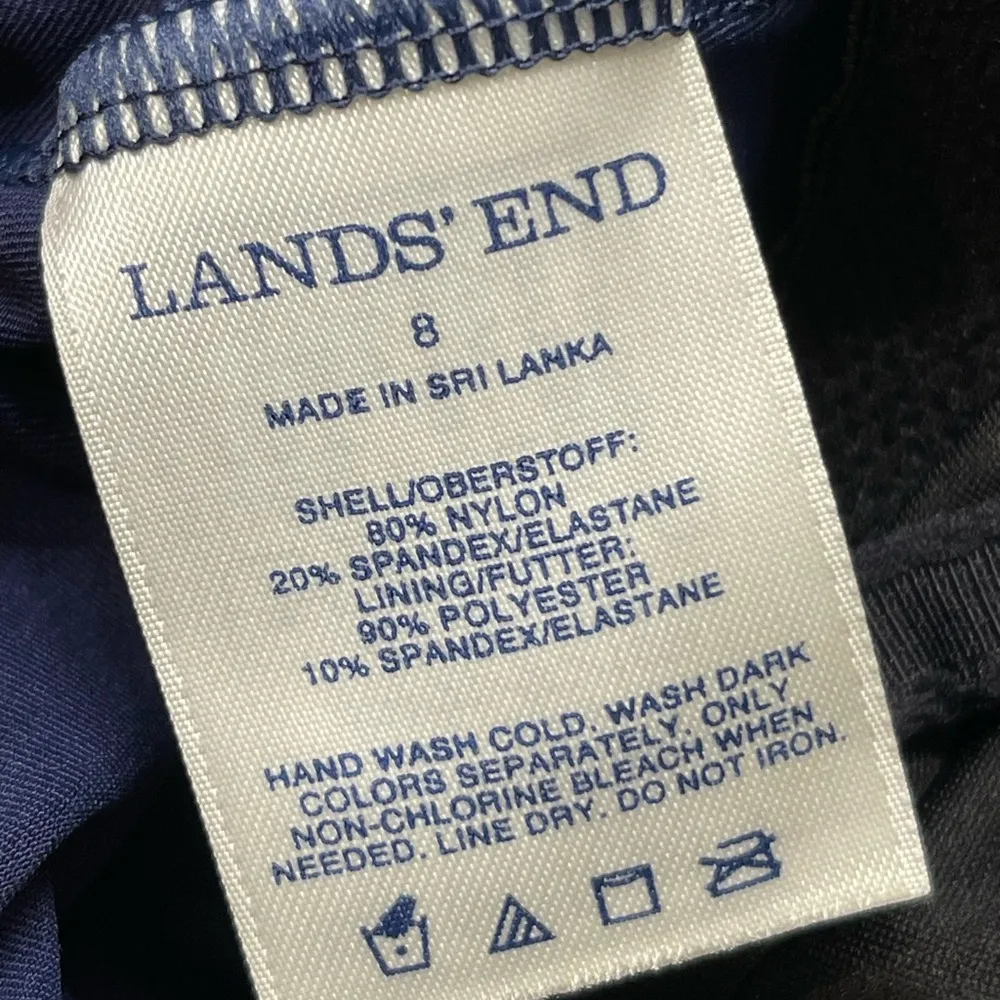 LANDS' END
8
MADE IN SRI LANKA
SHELL/OBERSTOFF:
80% NYLON
20% SPANDEX/ELASTANE
LINING/FUTTER:
90% POLYESTER
10% SPANDEX/ELASTANE
HAND WASH COLD. WASH DARK
COLORS SEPARATELY. ONLY
NON-CHLORINE BLEACH WHEN
NEEDED. LINE DRY. DO NOT IRON.